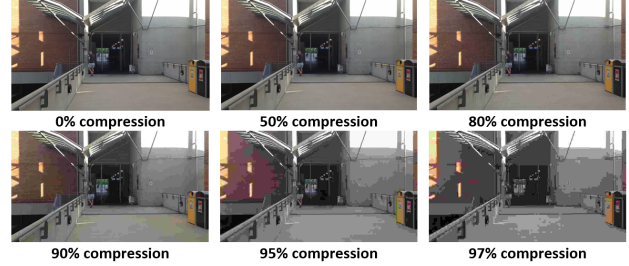 0% compression
50% compression
80% compression
90% compression
95% compression
97% compression